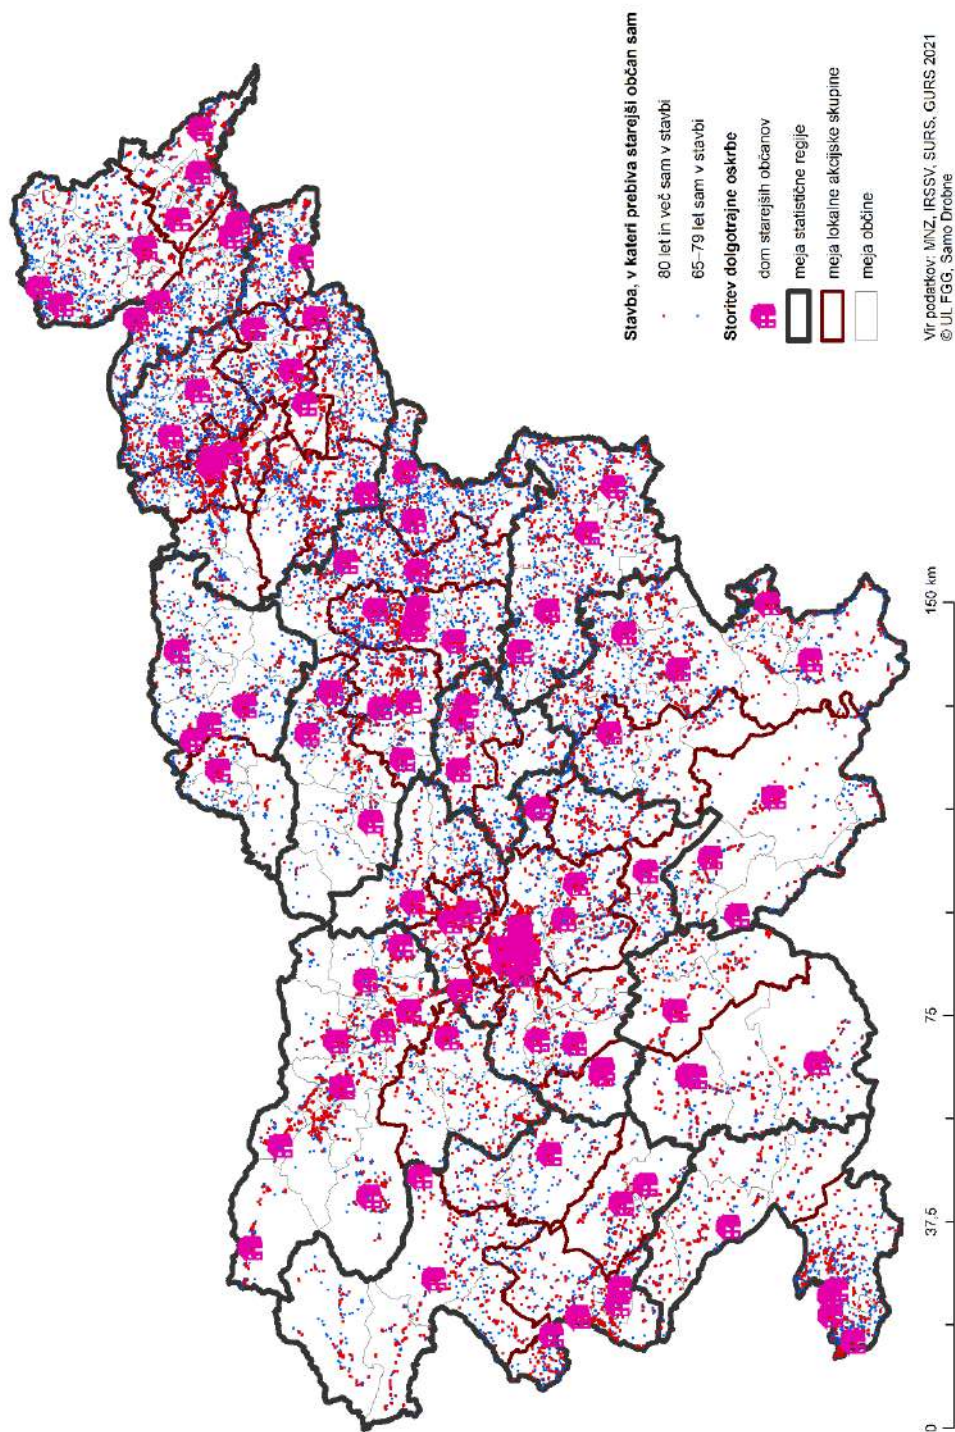 Stavba, v kateri prebiva starejši občan sam
80 let in več sam v stavbi
65–79 let sam v stavbi
Storitev dolgotrajne oskrbe
dom starejših občanov
meja statistične regije
meja lokalne akcijske skupine
meja občine
Vir podatkov: MNZ, IRSSV, SURS, GURS 2021
© UL FGG, Samo Drobne
0 37,5 75 150 km